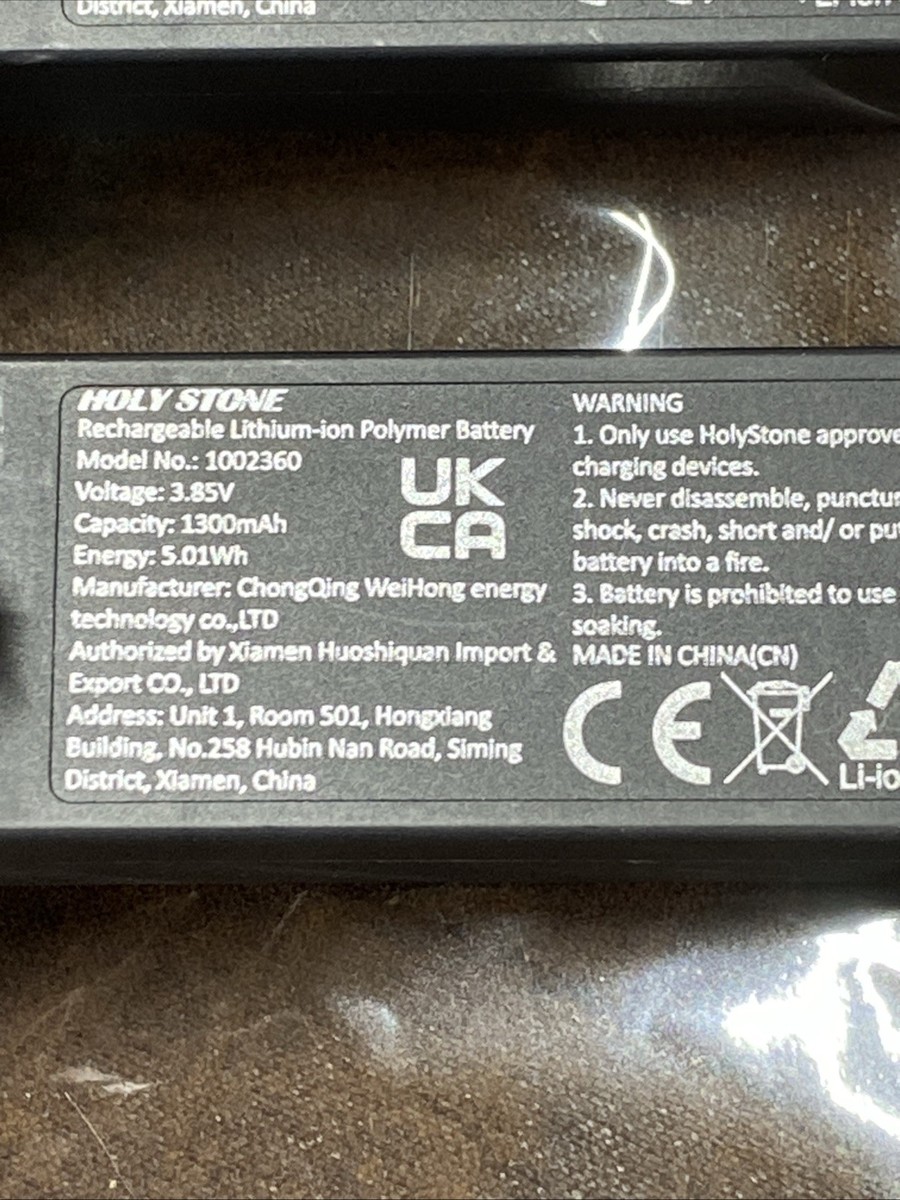 District, Xiamen, China
Li-ion
HOLY STONE
Rechargeable Lithium-ion Polymer Battery
Model No.: 1002360
Voltage: 3.85V
Capacity: 1300mAh
Energy: 5.01Wh
Manufacturer: ChongQing WeiHong energy
technology co.,LTD
Authorized by Xiamen Huoshiquan Import &
Export CO., LTD
Address: Unit 1, Room 501, Hongxiang
Building, No.258 Hubin Nan Road, Siming
District, Xiamen, China
UK
CA
WARNING
1. Only use HolyStone approve
charging devices.
2. Never disassemble, punctur
shock, crash, short and/ or put
battery into a fire.
3. Battery is prohibited to use
soaking.
MADE IN CHINA(CN)
CE
Li-io